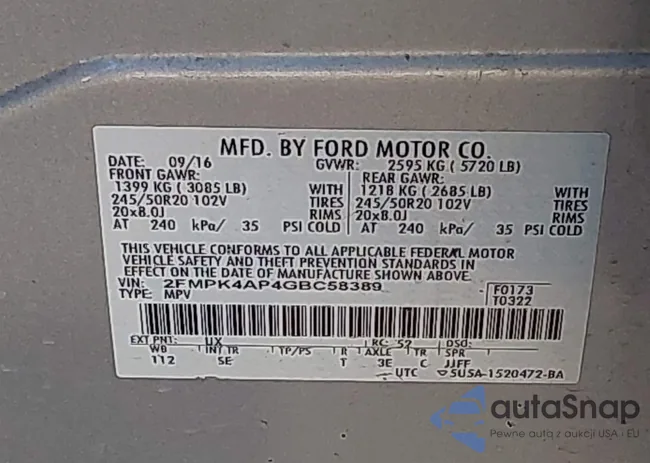 MFD. BY FORD MOTOR CO.
DATE: 09/16 GVWR: 2595 KG ( 5720 LB)
FRONT GAWR: REAR GAWR:
1399 KG ( 3085 LB) WITH 1218 KG ( 2685 LB) WITH
245/50R20 102V TIRES 245/50R20 102V TIRES
20x8.0J RIMS 20x8.0J RIMS
AT 240 kPa/ 35 PSI COLD AT 240 kPa/ 35 PSI COLD
THIS VEHICLE CONFORMS TO ALL APPLICABLE FEDERAL MOTOR
VEHICLE SAFETY AND THEFT PREVENTION STANDARDS IN
EFFECT ON THE DATE OF MANUFACTURE SHOWN ABOVE.
VIN: 2FMPK4AP4GBC58389 F0173
TYPE: MPV T0322
EXT PNT: UX RC: 52 DSO:
WB INT TR TP/PS R AXLE TR SPR
112 SE T 3E C JJFF
UTC 5U5A-1520472-BA
autaSnap
Pewne auta z aukcji USA i EU